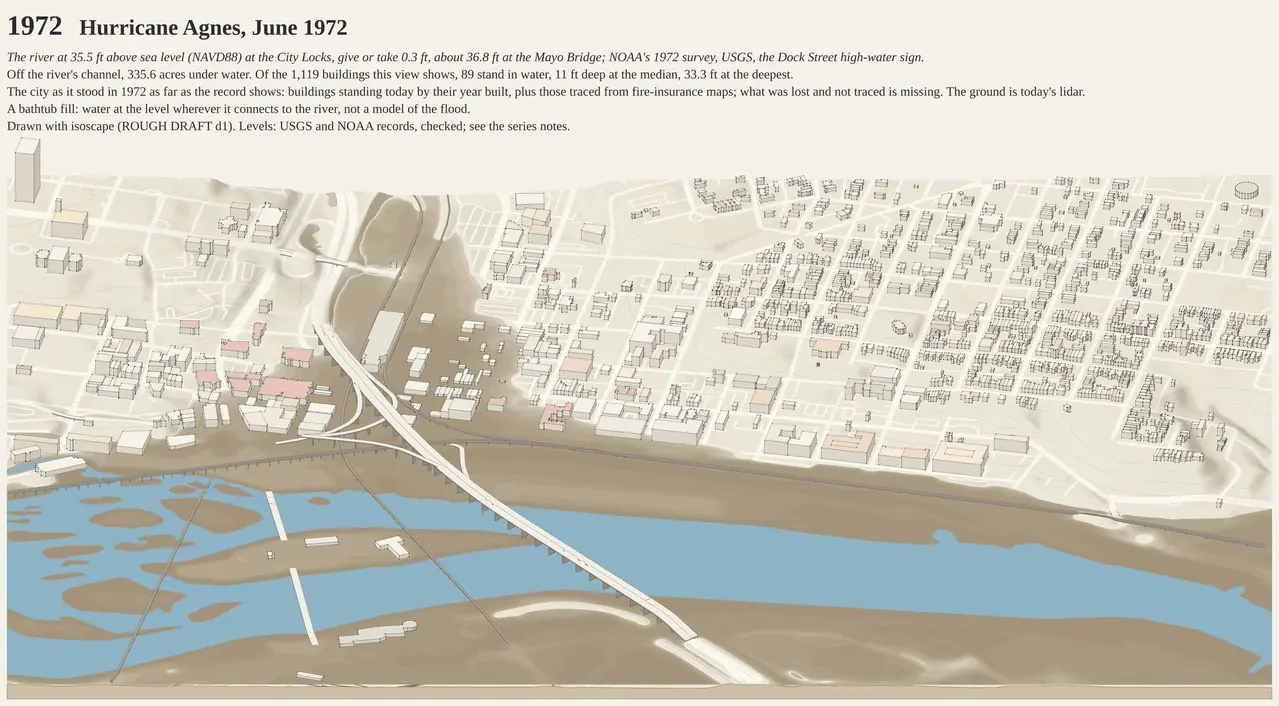 1972 Hurricane Agnes, June 1972
The river at 35.5 ft above sea level (NAVD88) at the City Locks, give or take 0.3 ft, about 36.8 ft at the Mayo Bridge; NOAA's 1972 survey, USGS, the Dock Street high-water sign.
Off the river's channel, 335.6 acres under water. Of the 1,119 buildings this view shows, 89 stand in water, 11 ft deep at the median, 33.3 ft at the deepest.
The city as it stood in 1972 as far as the record shows: buildings standing today by their year built, plus those traced from fire-insurance maps; what was lost and not traced is missing. The ground is today's lidar.
A bathtub fill: water at the level wherever it connects to the river, not a model of the flood.
Drawn with isoscape (ROUGH DRAFT d1). Levels: USGS and NOAA records, checked; see the series notes.